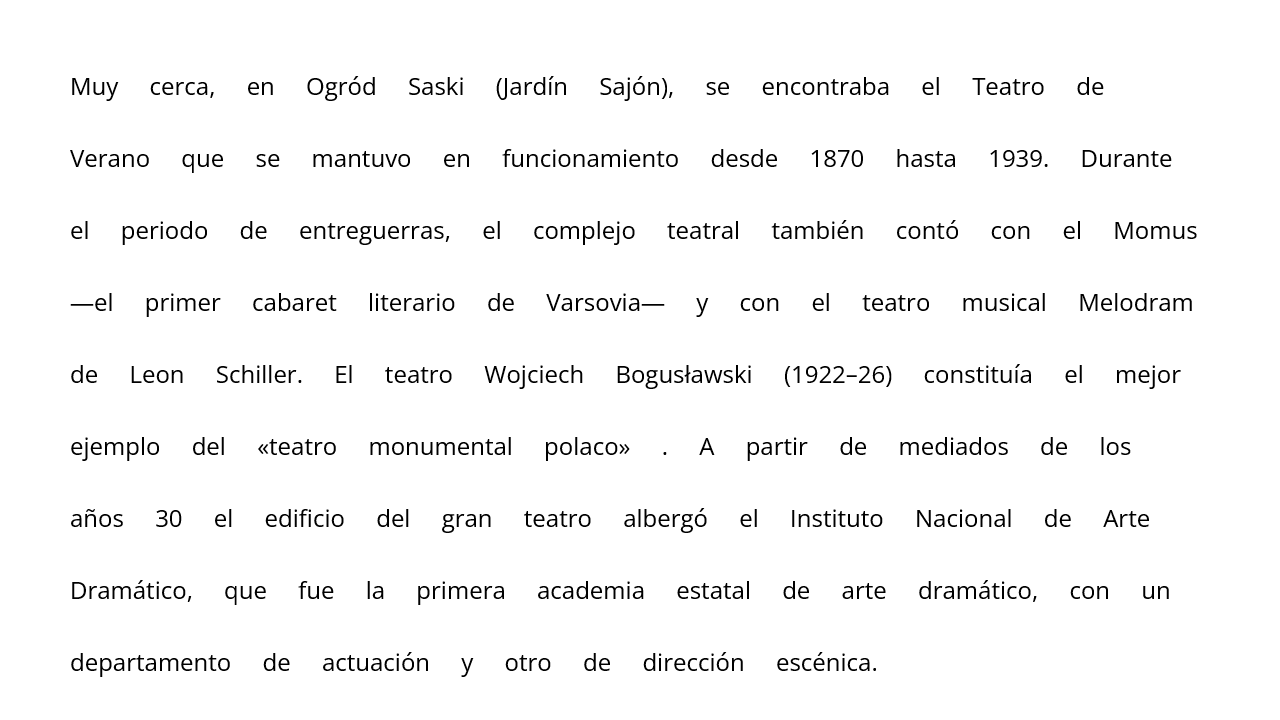 Muy cerca, en Ogród Saski (Jardín Sajón), se encontraba el Teatro de
Verano que se mantuvo en funcionamiento desde 1870 hasta 1939. Durante
el periodo de entreguerras, el complejo teatral también contó con el Momus
—el primer cabaret literario de Varsovia— y con el teatro musical Melodram
de Leon Schiller. El teatro Wojciech Bogusławski (1922–26) constituía el mejor
ejemplo del «teatro monumental polaco» . A partir de mediados de los
años 30 el edificio del gran teatro albergó el Instituto Nacional de Arte
Dramático, que fue la primera academia estatal de arte dramático, con un
departamento de actuación y otro de dirección escénica.